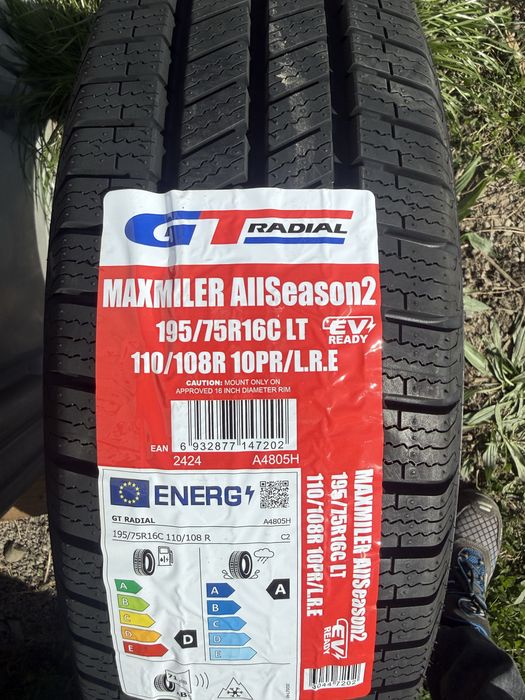 GT RADIAL
MAXMILER AllSeason2
195/75R16C LT
EV READY
110/108R 10PR/L.R.E
CAUTION: MOUNT ONLY ON
APPROVED 16 INCH DIAMETER RIM
EAN 6 932877 147202
2424 A4805H
ENERG
GT RADIAL A4805H
195/75R16C 110/108 R C2
A
B
C
D
E
D
A
B
C
D
E
A
MAXMILER AllSeason2
195/75R16C LT
110/108R 10PR/L.R.E
EV READY